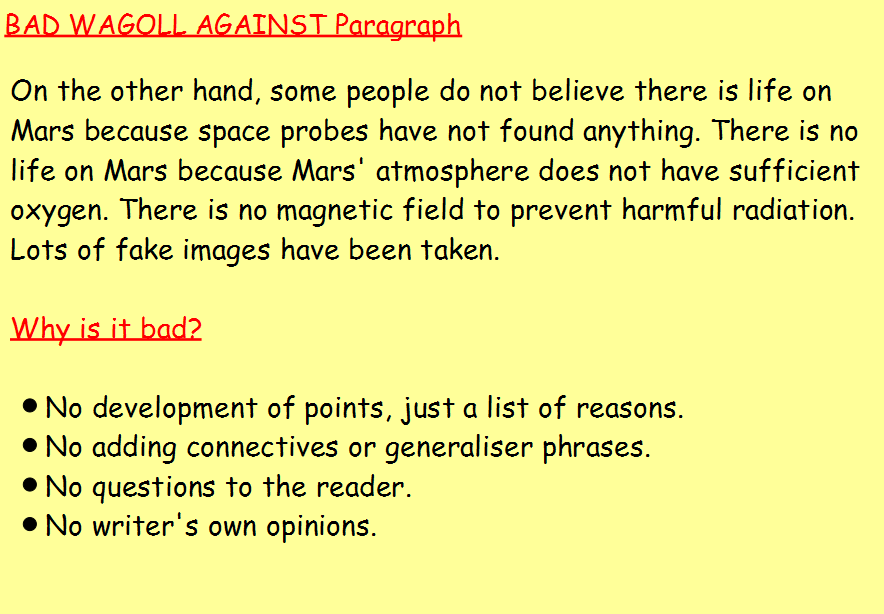 BAD WAGOLL AGAINST Paragraph
On the other hand, some people do not believe there is life on
Mars because space probes have not found anything. There is no
life on Mars because Mars' atmosphere does not have sufficient
oxygen. There is no magnetic field to prevent harmful radiation.
Lots of fake images have been taken.
Why is it bad?
● No development of points, just a list of reasons.
● No adding connectives or generaliser phrases.
● No questions to the reader.
● No writer's own opinions.